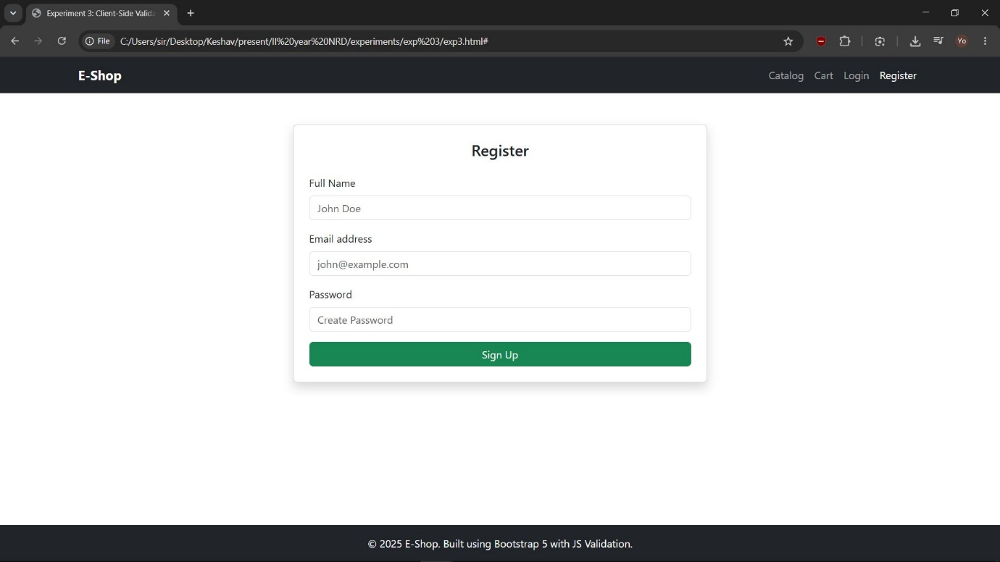 Experiment 3: Client-Side Valida
File C:/Users/sir/Desktop/Keshav/present/II%20year%20NRD/experiments/exp%203/exp3.html#
Yo
E-Shop Catalog Cart Login Register
Register
Full Name
John Doe
Email address
john@example.com
Password
Create Password
Sign Up
© 2025 E-Shop. Built using Bootstrap 5 with JS Validation.